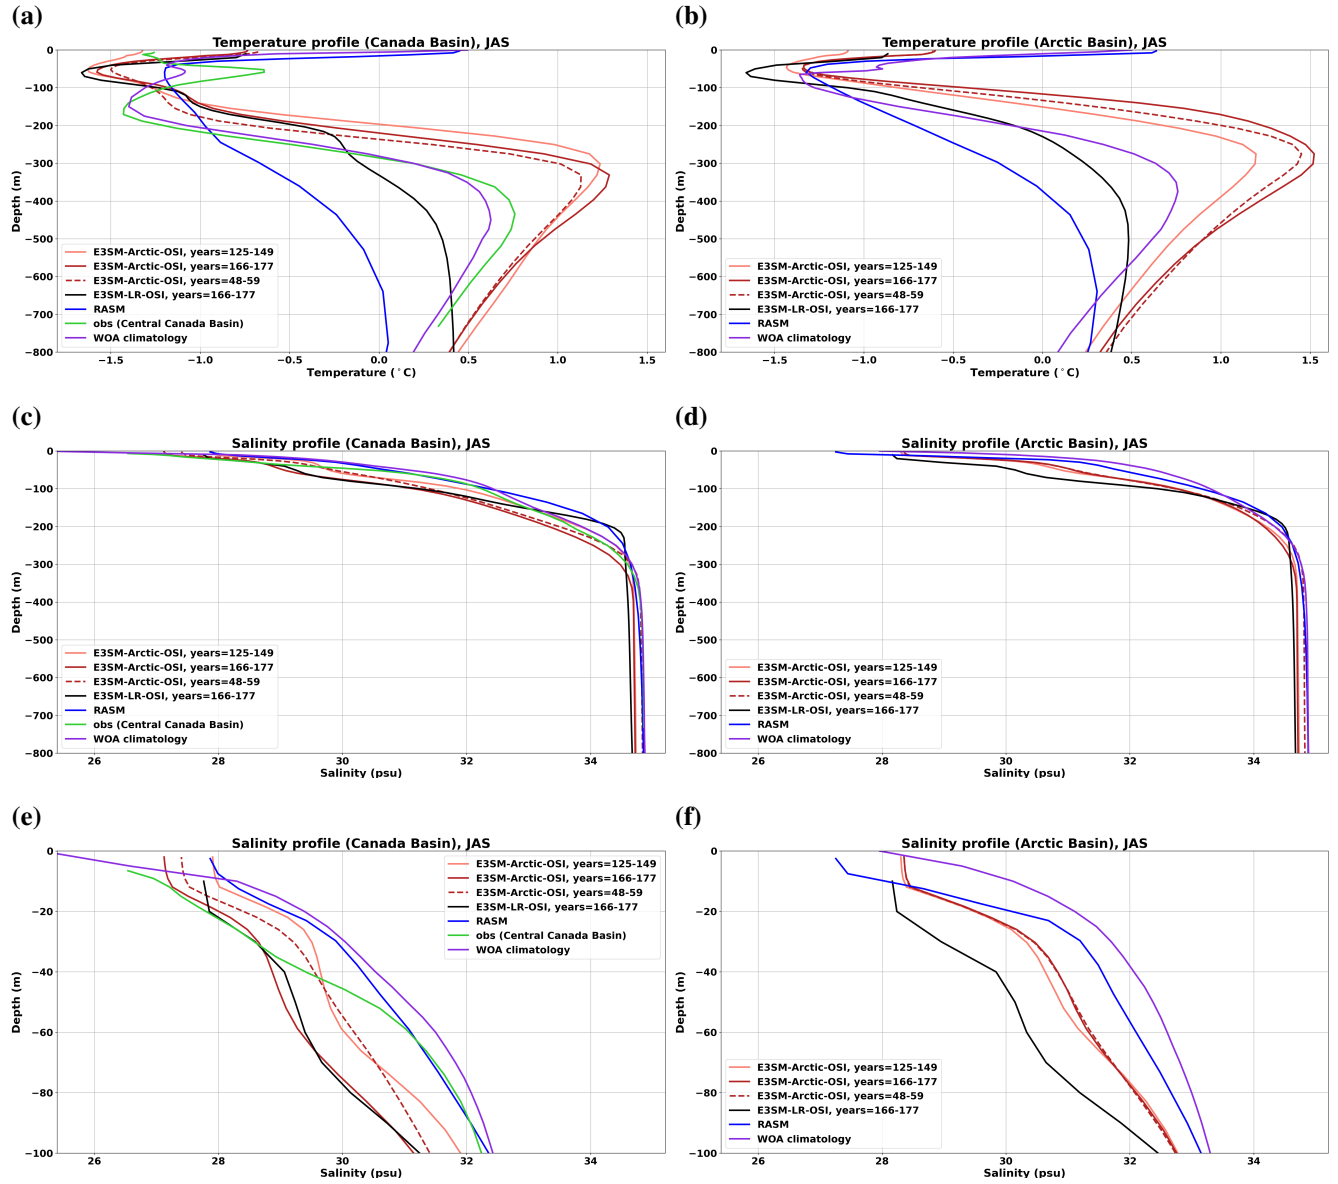 (a)
Temperature profile (Canada Basin), JAS
0
−100
−200
−300
−400
−500
−600
−700
−800
Depth (m)
E3SM-Arctic-OSI, years=125-149
E3SM-Arctic-OSI, years=166-177
E3SM-Arctic-OSI, years=48-59
E3SM-LR-OSI, years=166-177
RASM
obs (Central Canada Basin)
WOA climatology
−1.5 −1.0 −0.5 0.0 0.5 1.0 1.5
Temperature (°C)
(b)
Temperature profile (Arctic Basin), JAS
0
−100
−200
−300
−400
−500
−600
−700
−800
Depth (m)
E3SM-Arctic-OSI, years=125-149
E3SM-Arctic-OSI, years=166-177
E3SM-Arctic-OSI, years=48-59
E3SM-LR-OSI, years=166-177
RASM
WOA climatology
−1.5 −1.0 −0.5 0.0 0.5 1.0 1.5
Temperature (°C)
(c)
Salinity profile (Canada Basin), JAS
0
−100
−200
−300
−400
−500
−600
−700
−800
Depth (m)
E3SM-Arctic-OSI, years=125-149
E3SM-Arctic-OSI, years=166-177
E3SM-Arctic-OSI, years=48-59
E3SM-LR-OSI, years=166-177
RASM
obs (Central Canada Basin)
WOA climatology
26 28 30 32 34
Salinity (psu)
(d)
Salinity profile (Arctic Basin), JAS
0
−100
−200
−300
−400
−500
−600
−700
−800
Depth (m)
E3SM-Arctic-OSI, years=125-149
E3SM-Arctic-OSI, years=166-177
E3SM-Arctic-OSI, years=48-59
E3SM-LR-OSI, years=166-177
RASM
WOA climatology
26 28 30 32 34
Salinity (psu)
(e)
Salinity profile (Canada Basin), JAS
0
−20
−40
−60
−80
−100
Depth (m)
E3SM-Arctic-OSI, years=125-149
E3SM-Arctic-OSI, years=166-177
E3SM-Arctic-OSI, years=48-59
E3SM-LR-OSI, years=166-177
RASM
obs (Central Canada Basin)
WOA climatology
26 28 30 32 34
Salinity (psu)
(f)
Salinity profile (Arctic Basin), JAS
0
−20
−40
−60
−80
−100
Depth (m)
E3SM-Arctic-OSI, years=125-149
E3SM-Arctic-OSI, years=166-177
E3SM-Arctic-OSI, years=48-59
E3SM-LR-OSI, years=166-177
RASM
WOA climatology
26 28 30 32 34
Salinity (psu)